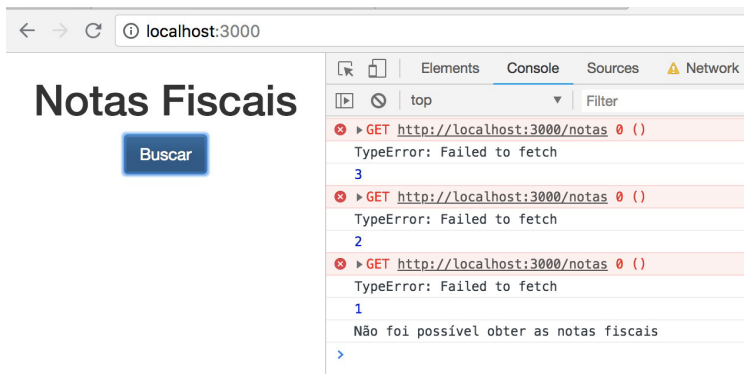 localhost:3000
Notas Fiscais
Buscar
Elements Console Sources Network
top Filter
GET http://localhost:3000/notas 0 ()
TypeError: Failed to fetch
3
GET http://localhost:3000/notas 0 ()
TypeError: Failed to fetch
2
GET http://localhost:3000/notas 0 ()
TypeError: Failed to fetch
1
Não foi possível obter as notas fiscais